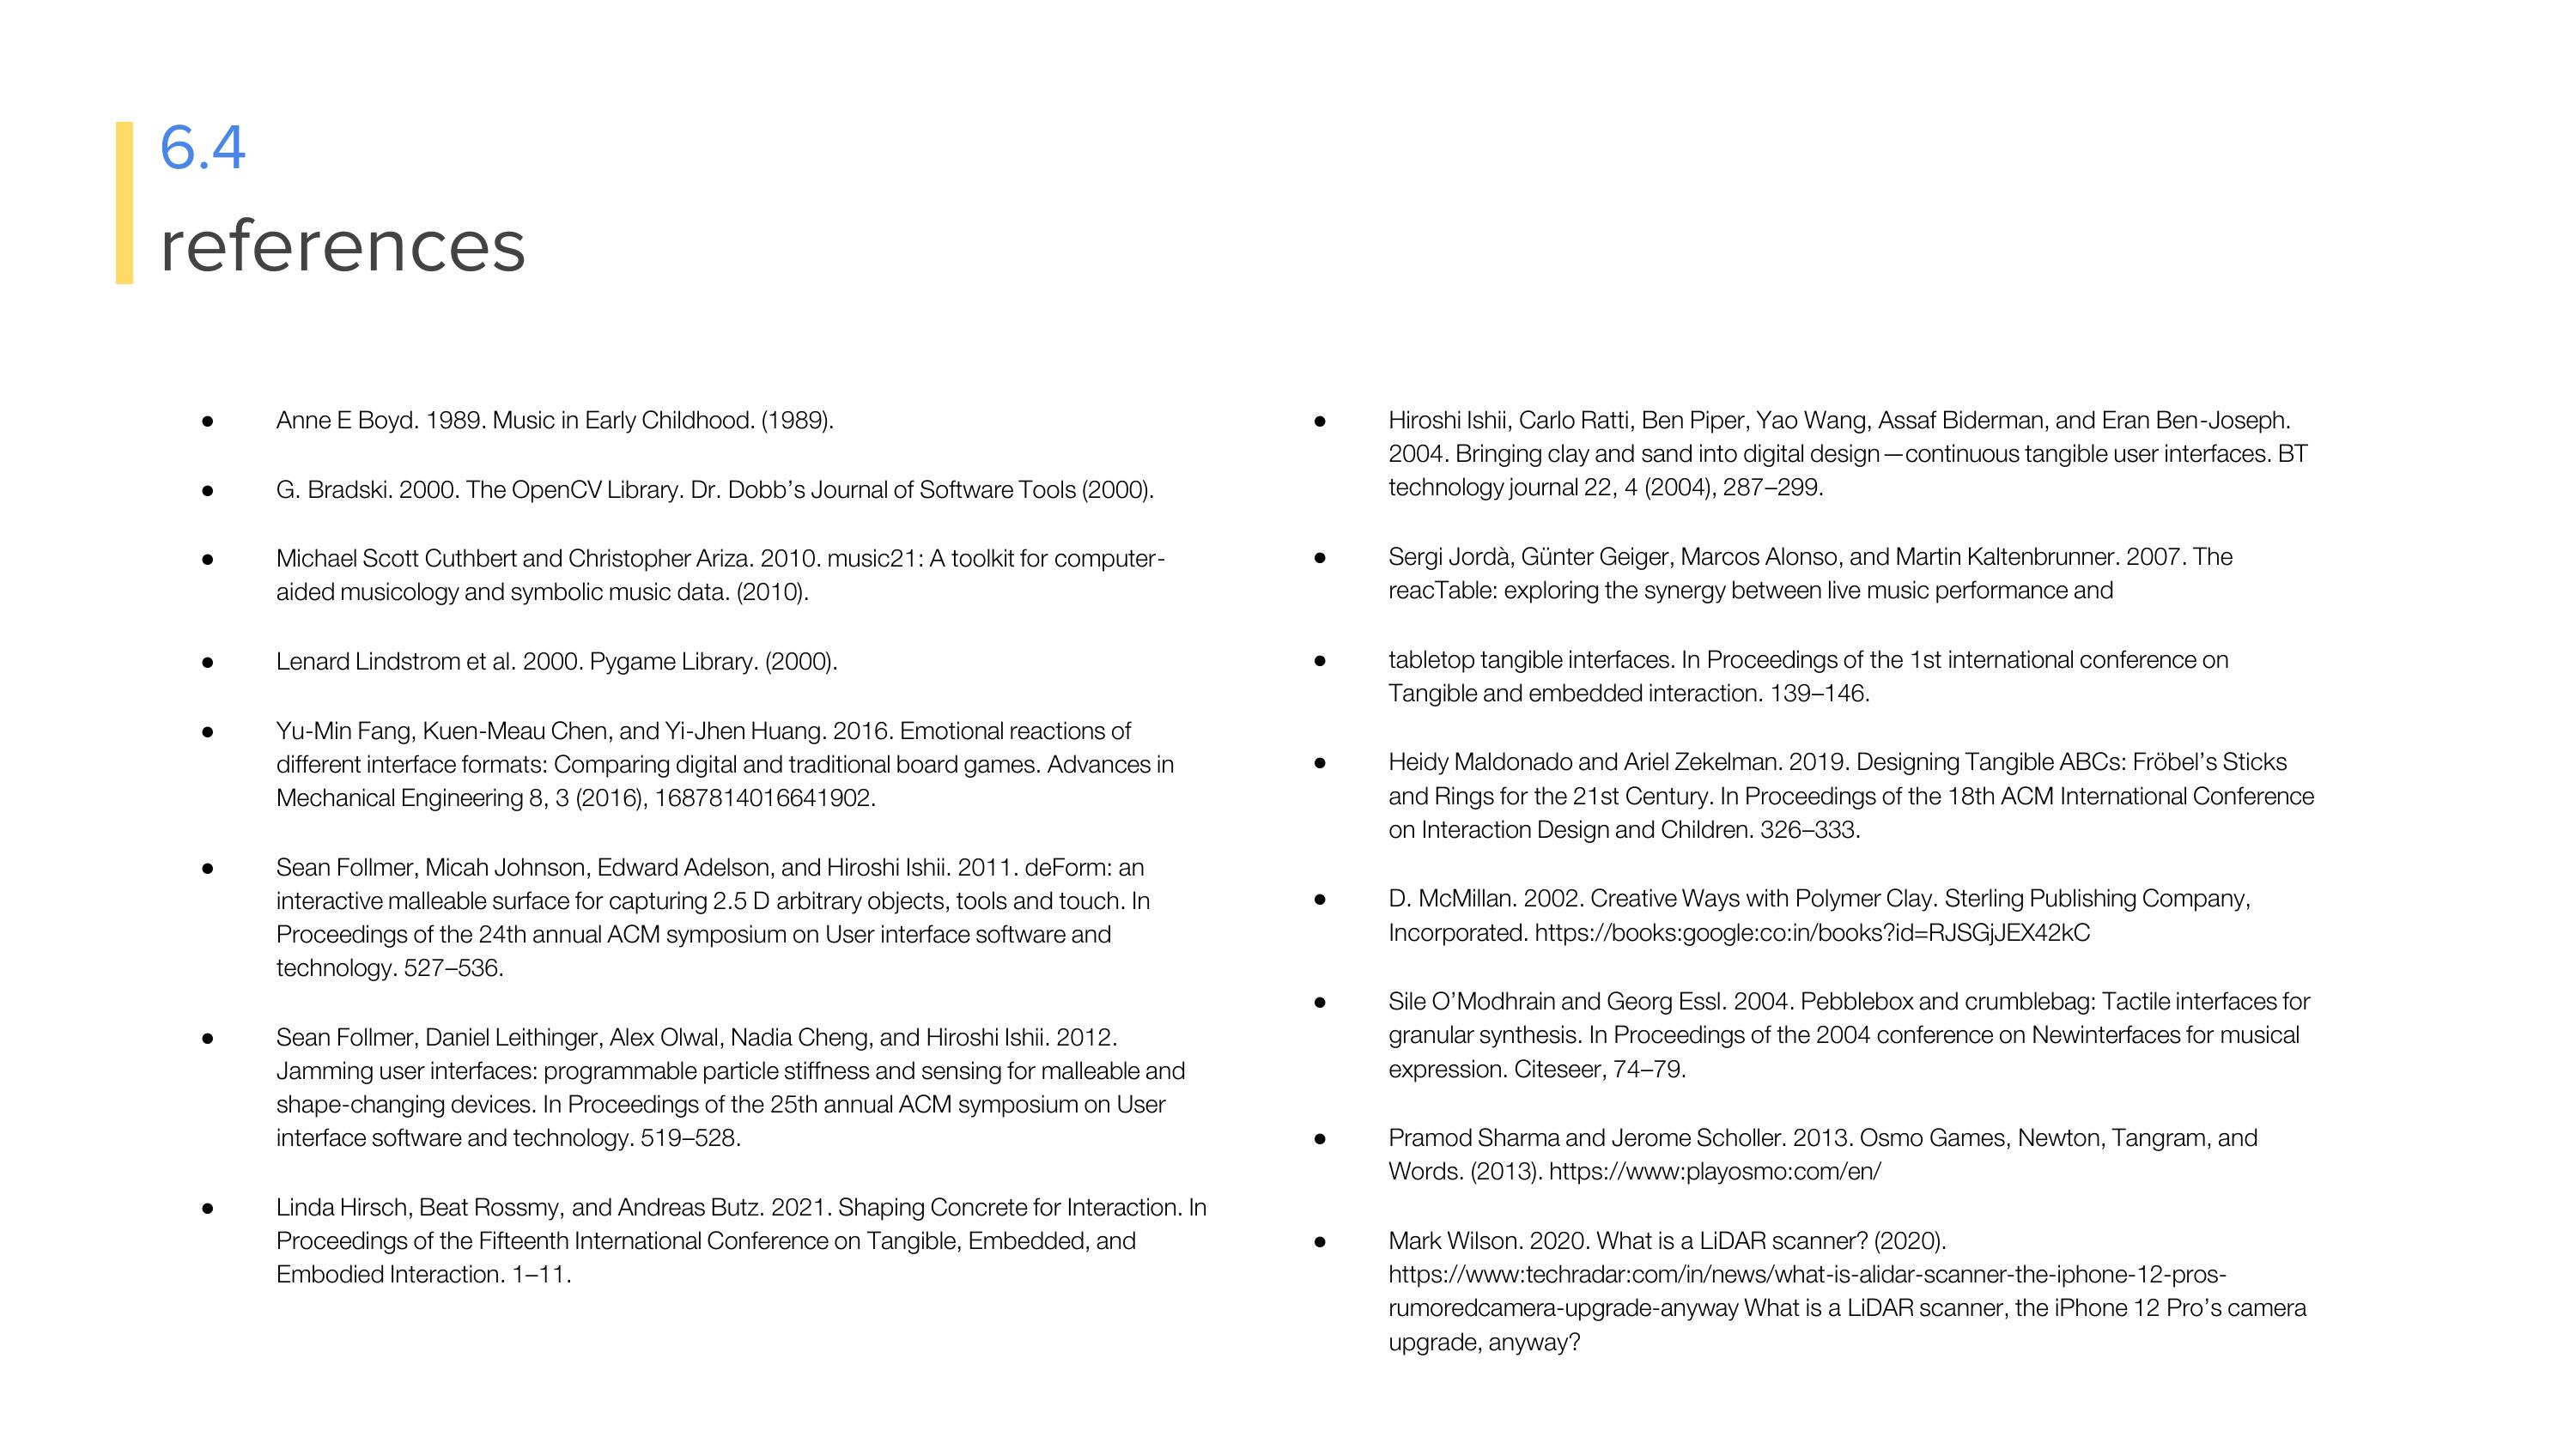 6.4
references
● Anne E Boyd. 1989. Music in Early Childhood. (1989).
● G. Bradski. 2000. The OpenCV Library. Dr. Dobb’s Journal of Software Tools (2000).
● Michael Scott Cuthbert and Christopher Ariza. 2010. music21: A toolkit for computer-
aided musicology and symbolic music data. (2010).
● Lenard Lindstrom et al. 2000. Pygame Library. (2000).
● Yu-Min Fang, Kuen-Meau Chen, and Yi-Jhen Huang. 2016. Emotional reactions of
different interface formats: Comparing digital and traditional board games. Advances in
Mechanical Engineering 8, 3 (2016), 1687814016641902.
● Sean Follmer, Micah Johnson, Edward Adelson, and Hiroshi Ishii. 2011. deForm: an
interactive malleable surface for capturing 2.5 D arbitrary objects, tools and touch. In
Proceedings of the 24th annual ACM symposium on User interface software and
technology. 527–536.
● Sean Follmer, Daniel Leithinger, Alex Olwal, Nadia Cheng, and Hiroshi Ishii. 2012.
Jamming user interfaces: programmable particle stiffness and sensing for malleable and
shape-changing devices. In Proceedings of the 25th annual ACM symposium on User
interface software and technology. 519–528.
● Linda Hirsch, Beat Rossmy, and Andreas Butz. 2021. Shaping Concrete for Interaction. In
Proceedings of the Fifteenth International Conference on Tangible, Embedded, and
Embodied Interaction. 1–11.
● Hiroshi Ishii, Carlo Ratti, Ben Piper, Yao Wang, Assaf Biderman, and Eran Ben-Joseph.
2004. Bringing clay and sand into digital design—continuous tangible user interfaces. BT
technology journal 22, 4 (2004), 287–299.
● Sergi Jordà, Günter Geiger, Marcos Alonso, and Martin Kaltenbrunner. 2007. The
reacTable: exploring the synergy between live music performance and
● tabletop tangible interfaces. In Proceedings of the 1st international conference on
Tangible and embedded interaction. 139–146.
● Heidy Maldonado and Ariel Zekelman. 2019. Designing Tangible ABCs: Fröbel’s Sticks
and Rings for the 21st Century. In Proceedings of the 18th ACM International Conference
on Interaction Design and Children. 326–333.
● D. McMillan. 2002. Creative Ways with Polymer Clay. Sterling Publishing Company,
Incorporated. https://books:google:co:in/books?id=RJSGjJEX42kC
● Sile O’Modhrain and Georg Essl. 2004. Pebblebox and crumblebag: Tactile interfaces for
granular synthesis. In Proceedings of the 2004 conference on Newinterfaces for musical
expression. Citeseer, 74–79.
● Pramod Sharma and Jerome Scholler. 2013. Osmo Games, Newton, Tangram, and
Words. (2013). https://www:playosmo:com/en/
● Mark Wilson. 2020. What is a LiDAR scanner? (2020).
https://www:techradar:com/in/news/what-is-alidar-scanner-the-iphone-12-pros-
rumoredcamera-upgrade-anyway What is a LiDAR scanner, the iPhone 12 Pro’s camera
upgrade, anyway?